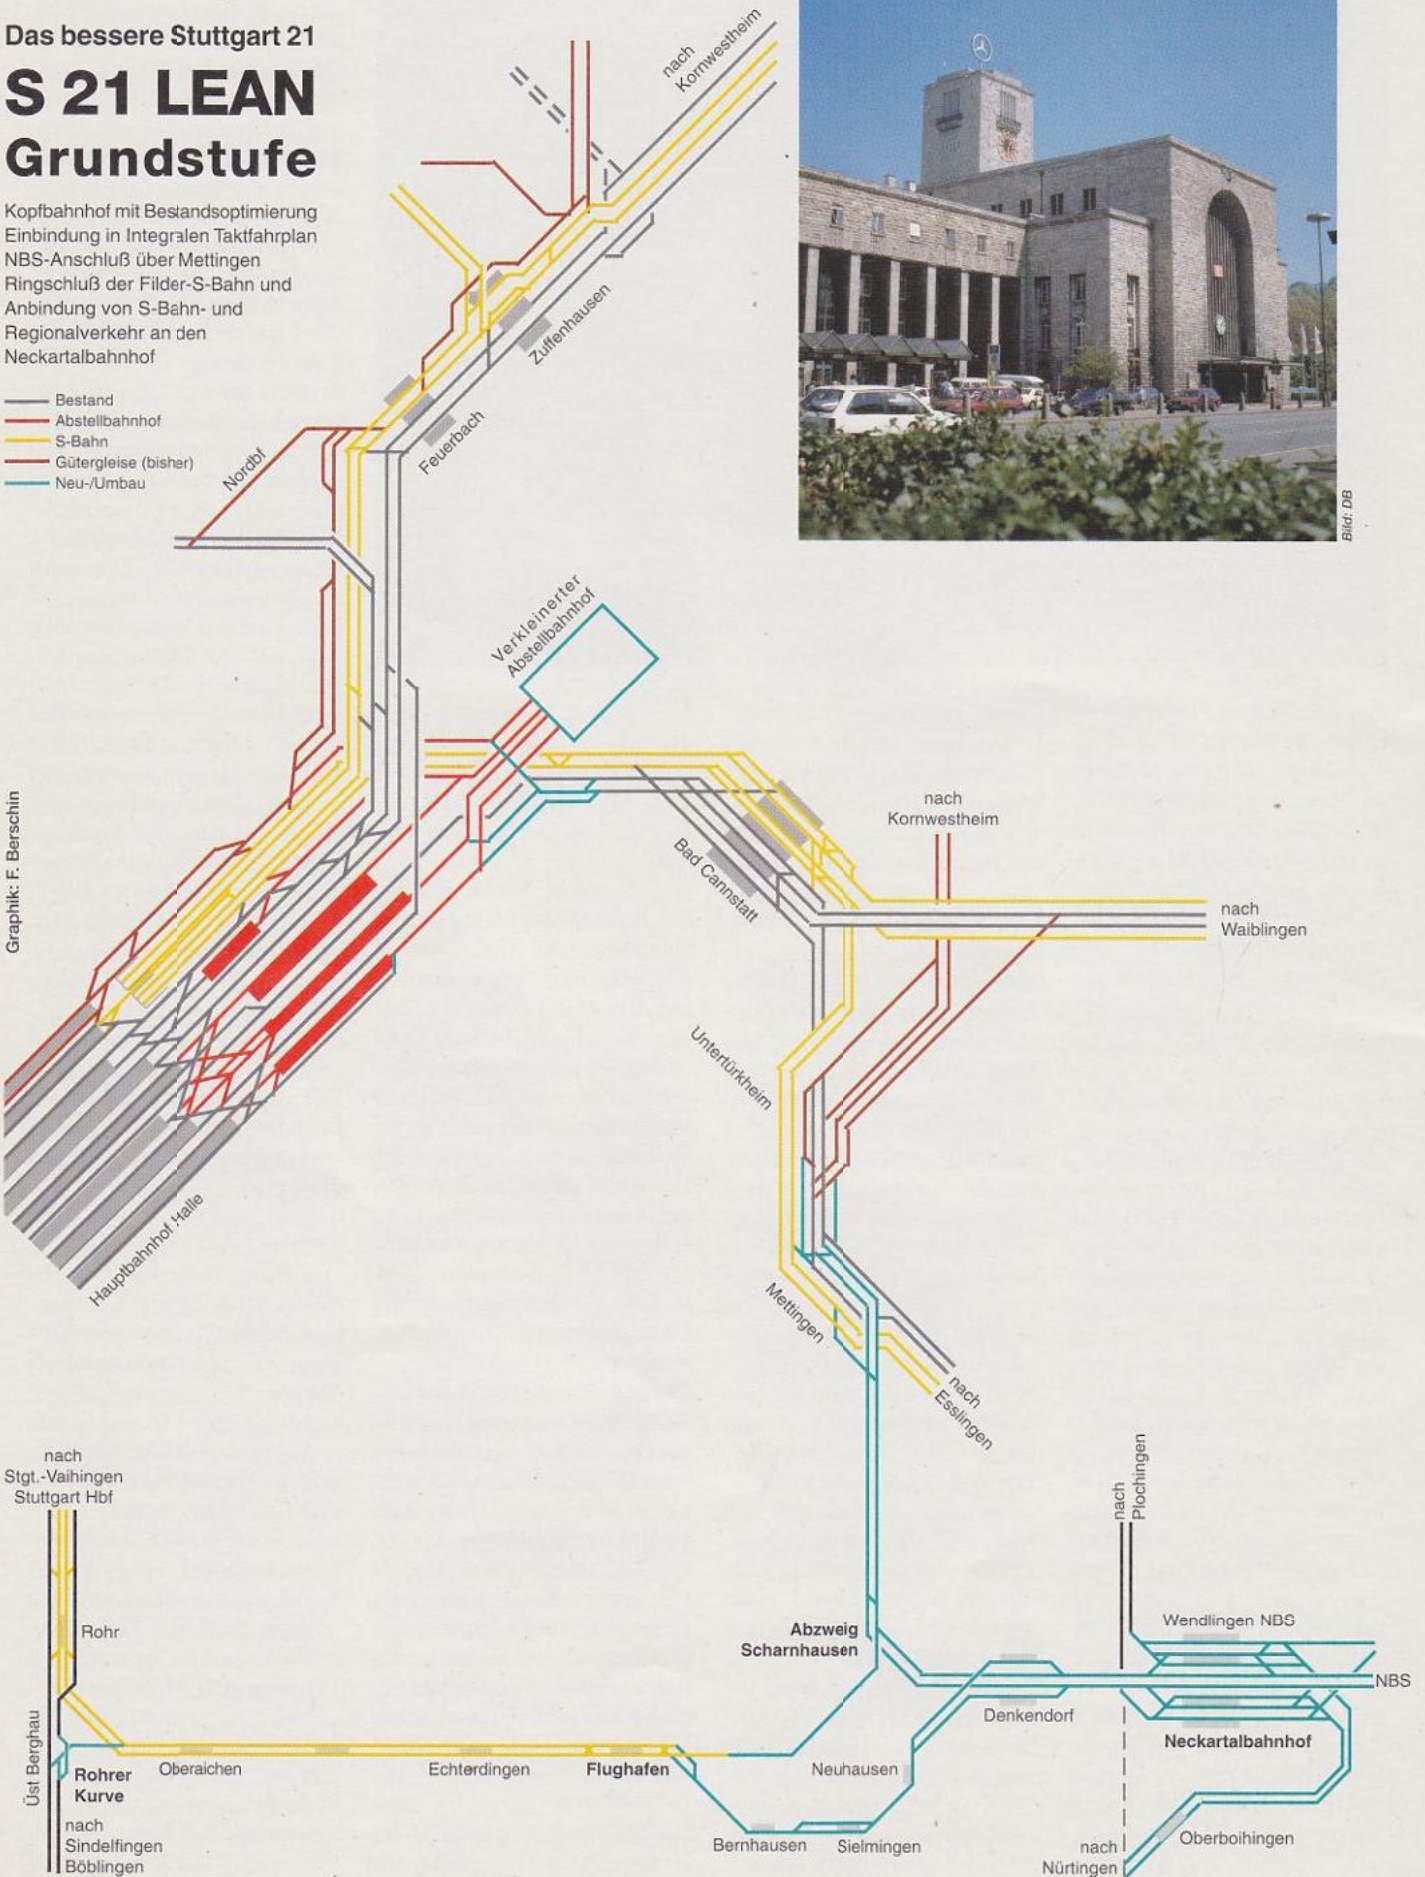 Das bessere Stuttgart 21
S 21 LEAN
Grundstufe
Kopfbahnhof mit Bestandsoptimierung
Einbindung in Integralen Taktfahrplan
NBS-Anschluß über Mettingen
Ringschluß der Filder-S-Bahn und
Anbindung von S-Bahn- und
Regionalverkehr an den
Neckartalbahnhof
Bestand
Abstellbahnhof
S-Bahn
Gütergleise (bisher)
Neu-/Umbau
nach
Kornwestheim
Zuffenhausen
Feuerbach
Nordbf
Bild: DB
Verkleinerter
Abstellbahnhof
Graphik: F. Berschin
nach
Kornwestheim
Bad Cannstatt
nach
Waiblingen
Untertürkheim
Hauptbahnhof Halle
Mettingen
nach
Esslingen
nach
Stgt.-Vaihingen
Stuttgart Hbf
nach
Plochingen
Rohr
Abzweig
Scharnhausen
Wendlingen NBS
NBS
Denkendorf
Neckartalbahnhof
Üst Berghau
Rohrer
Kurve
Oberaichen
Echterdingen
Flughafen
Neuhausen
nach
Sindelfingen
Böblingen
Bernhausen
Sielmingen
Oberboihingen
nach
Nürtingen